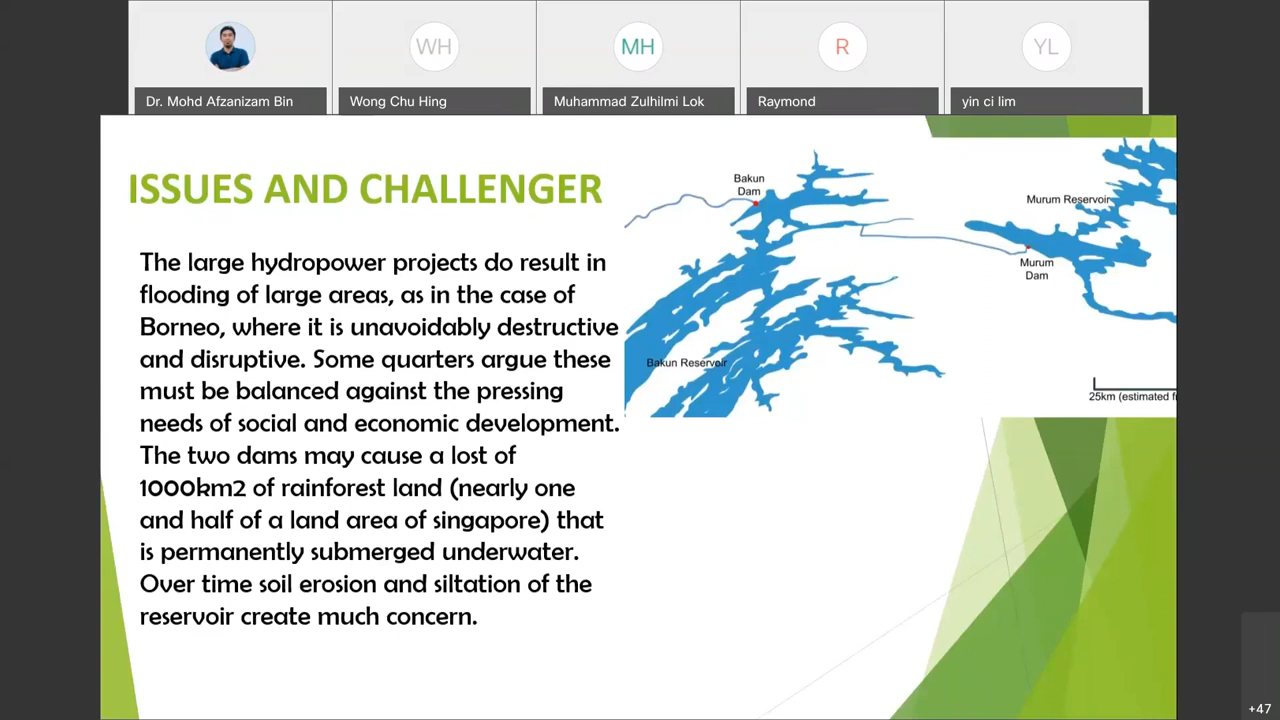 WH
MH
R
YL
Dr. Mohd Afzanizam Bin
Wong Chu Hing
Muhammad Zulhilmi Lok
Raymond
yin ci lim
ISSUES AND CHALLENGER
The large hydropower projects do result in
flooding of large areas, as in the case of
Borneo, where it is unavoidably destructive
and disruptive. Some quarters argue these
must be balanced against the pressing
needs of social and economic development.
The two dams may cause a lost of
1000km2 of rainforest land (nearly one
and half of a land area of singapore) that
is permanently submerged underwater.
Over time soil erosion and siltation of the
reservoir create much concern.
Bakun
Dam
Murum Reservoir
Murum
Dam
Bakun Reservoir
25km (estimated
+47